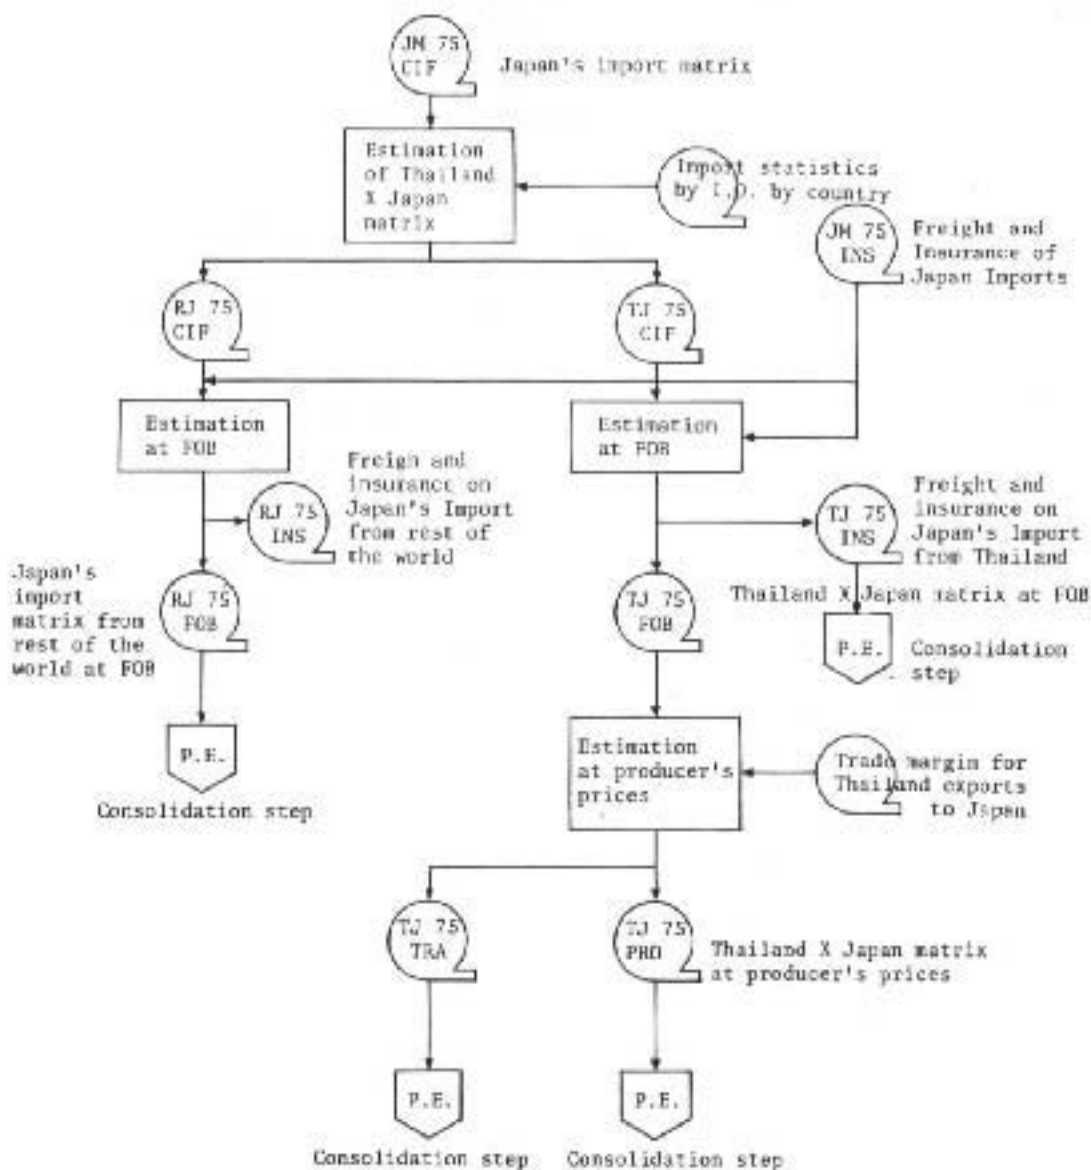 JM 75
CIF
Japan's import matrix
Estimation
of Thailand
X Japan
matrix
Import statistics
by I.O. by country
JM 75
INS
Freight and
Insurance of
Japan Imports
RJ 75
CIF
TJ 75
CIF
Estimation
at FOB
Estimation
at FOB
Freigh and
insurance on
Japan's Import
from rest of
the world
RJ 75
INS
TJ 75
INS
Freight and
insurance on
Japan's Import
from Thailand
Japan's
import
matrix from
rest of the
world at FOB
RJ 75
FOB
TJ 75
FOB
Thailand X Japan matrix at FOB
P.E.
Consolidation
step
P.E.
Consolidation step
Estimation
at producer's
prices
Trade margin for
Thailand exports
to Japan
TJ 75
TRA
TJ 75
PRO
Thailand X Japan matrix
at producer's prices
P.E.
P.E.
Consolidation step
Consolidation step